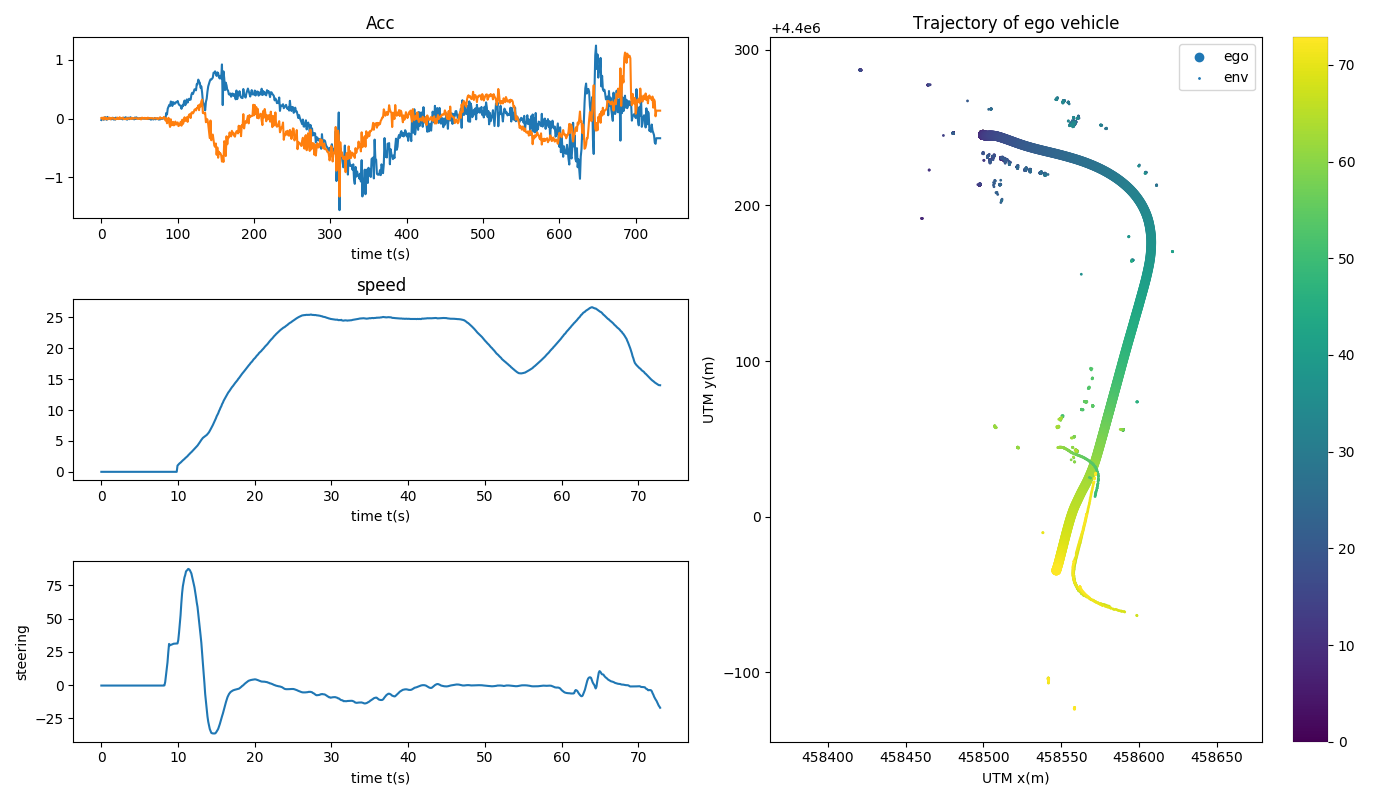 Acc
1
0
−1
0 100 200 300 400 500 600 700
time t(s)
speed
25
20
15
10
5
0
0 10 20 30 40 50 60 70
time t(s)
steering
75
50
25
0
−25
0 10 20 30 40 50 60 70
time t(s)
Trajectory of ego vehicle
+4.4e6
ego
env
UTM y(m)
300
200
100
0
−100
458400 458450 458500 458550 458600 458650
UTM x(m)
70
60
50
40
30
20
10
0